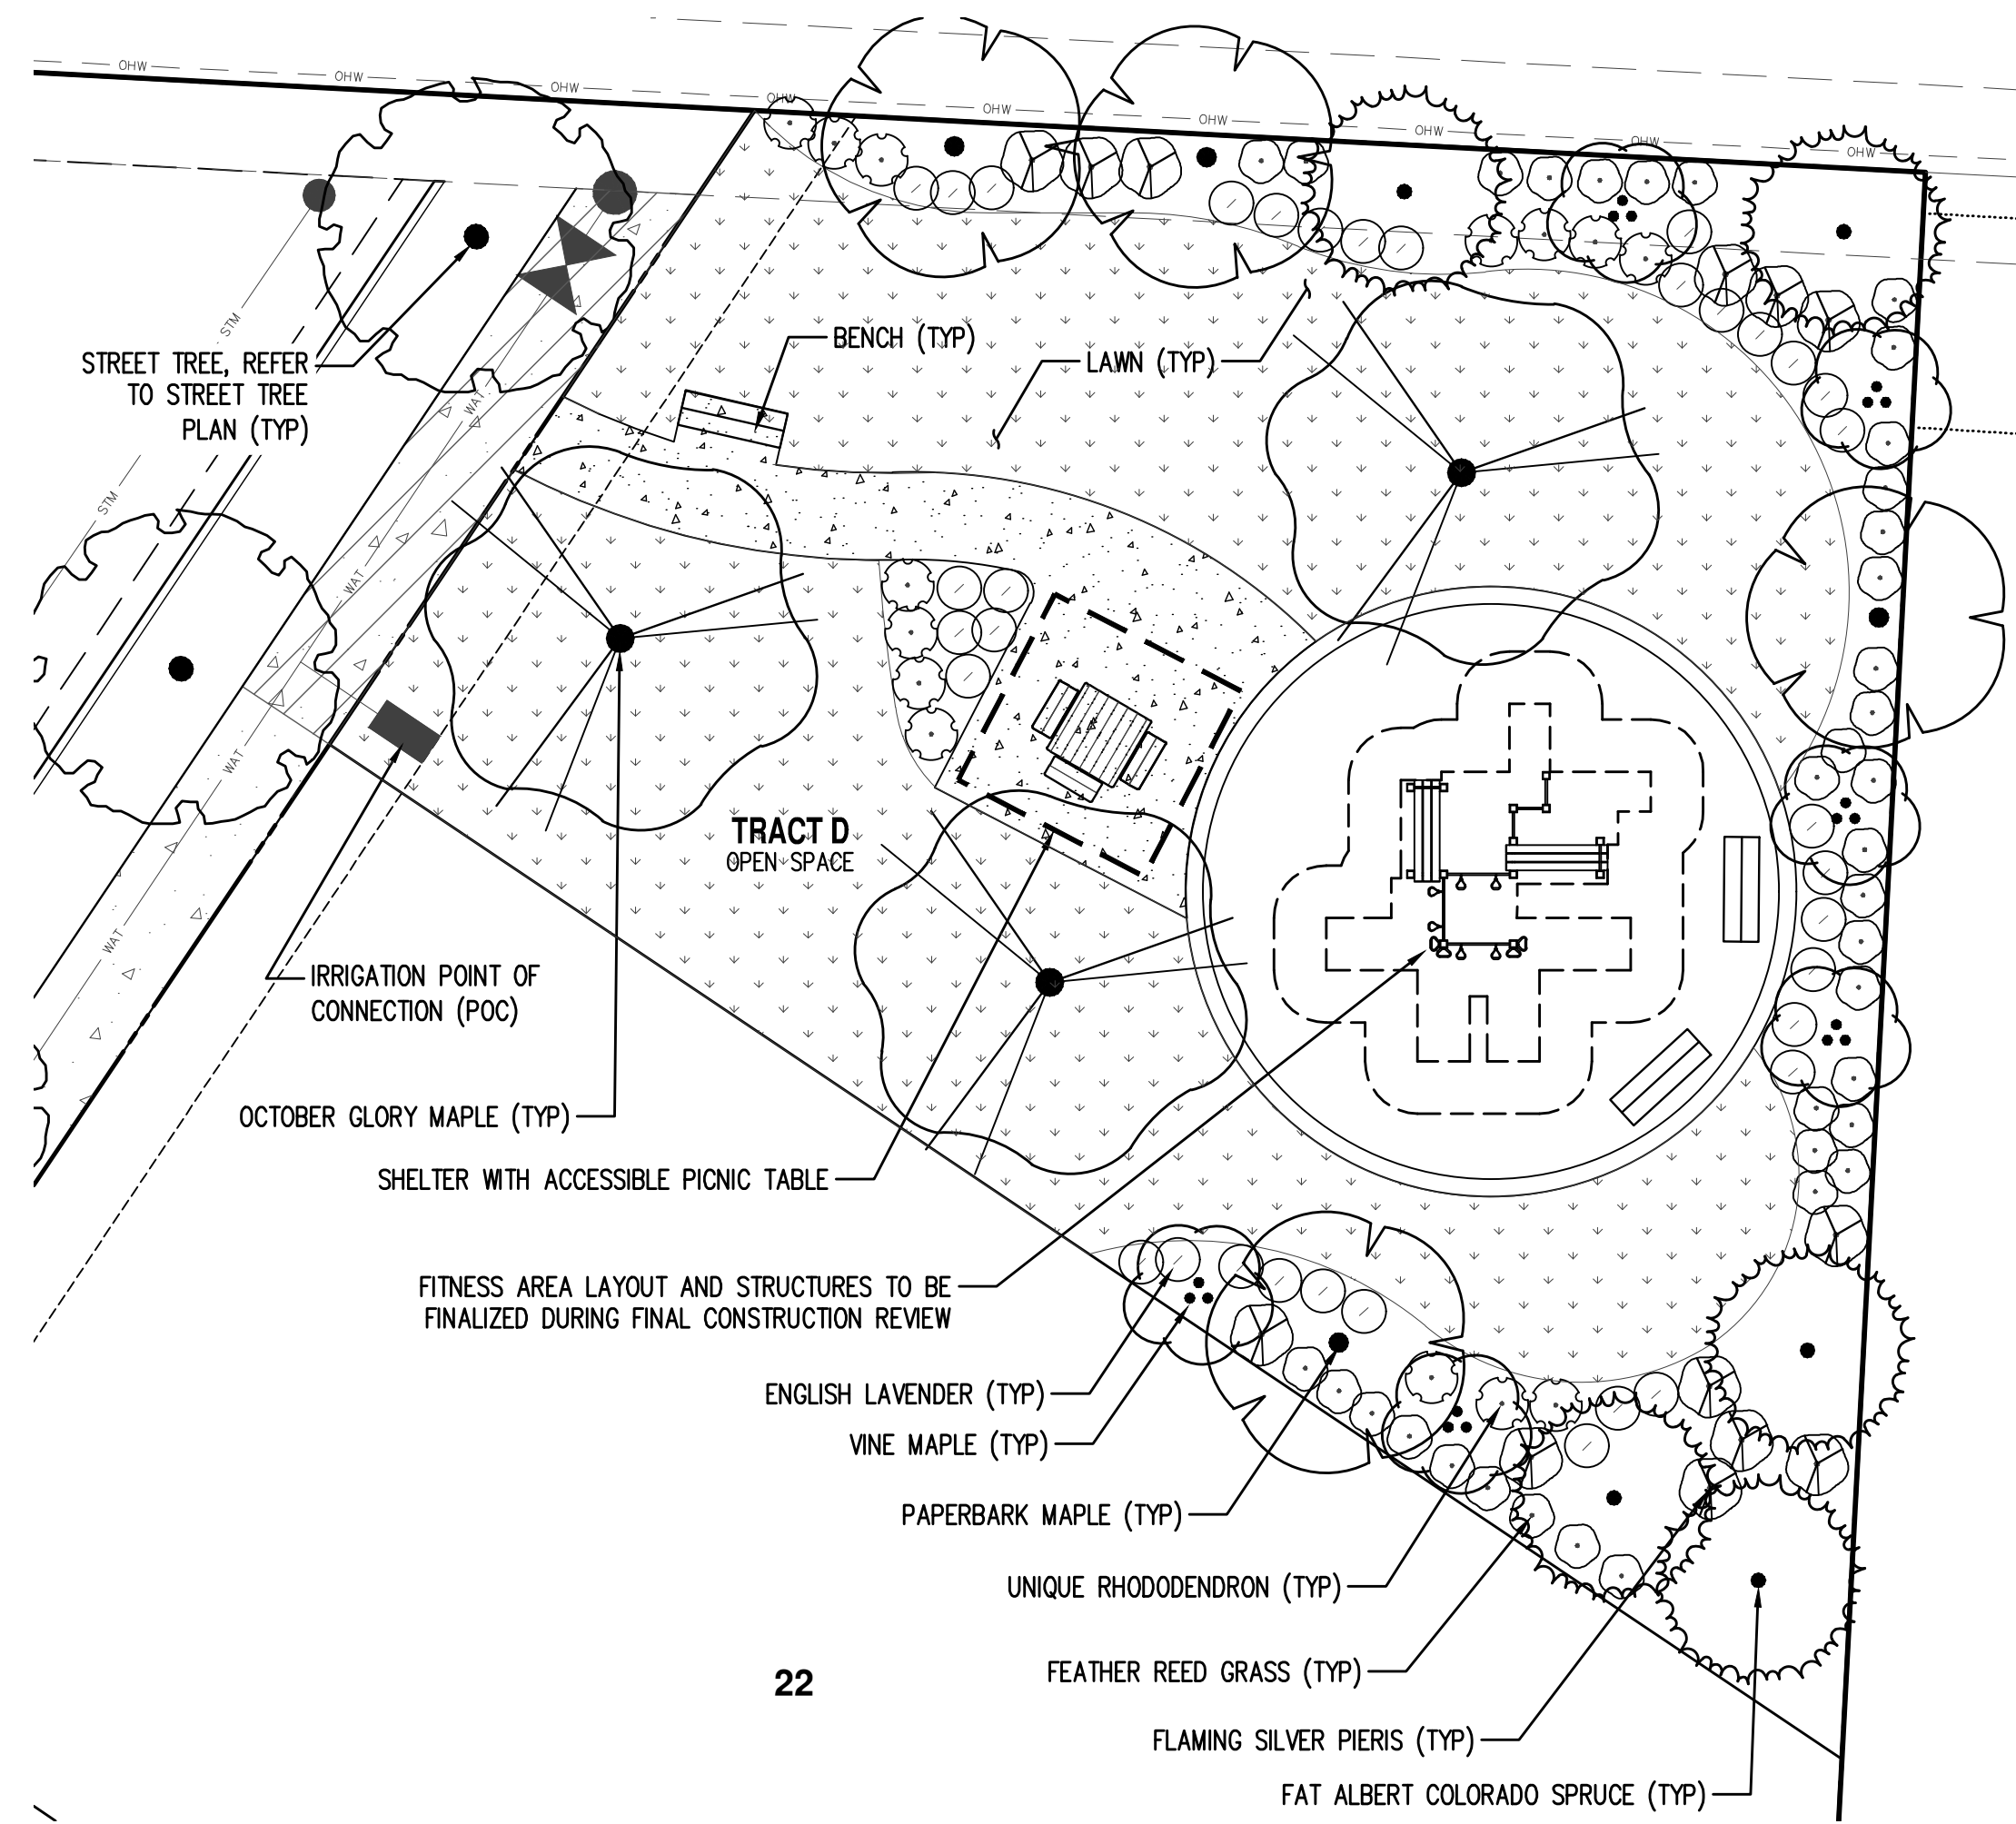 OHW
OHW
OHW
OHW
OHW
OHW
OHW
OHW
OHW
STM
BENCH (TYP)
LAWN (TYP)
STREET TREE, REFER
TO STREET TREE
PLAN (TYP)
WAT
STM
WAT
WAT
TRACT D
OPEN SPACE
WAT
IRRIGATION POINT OF
CONNECTION (POC)
OCTOBER GLORY MAPLE (TYP)
SHELTER WITH ACCESSIBLE PICNIC TABLE
FITNESS AREA LAYOUT AND STRUCTURES TO BE
FINALIZED DURING FINAL CONSTRUCTION REVIEW
ENGLISH LAVENDER (TYP)
VINE MAPLE (TYP)
PAPERBARK MAPLE (TYP)
UNIQUE RHODODENDRON (TYP)
FEATHER REED GRASS (TYP)
22
FLAMING SILVER PIERIS (TYP)
FAT ALBERT COLORADO SPRUCE (TYP)